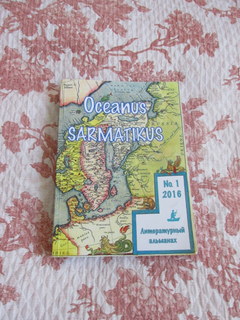 Oceanus
SARMATIKUS
No. 1
2016
Литературный
альманах